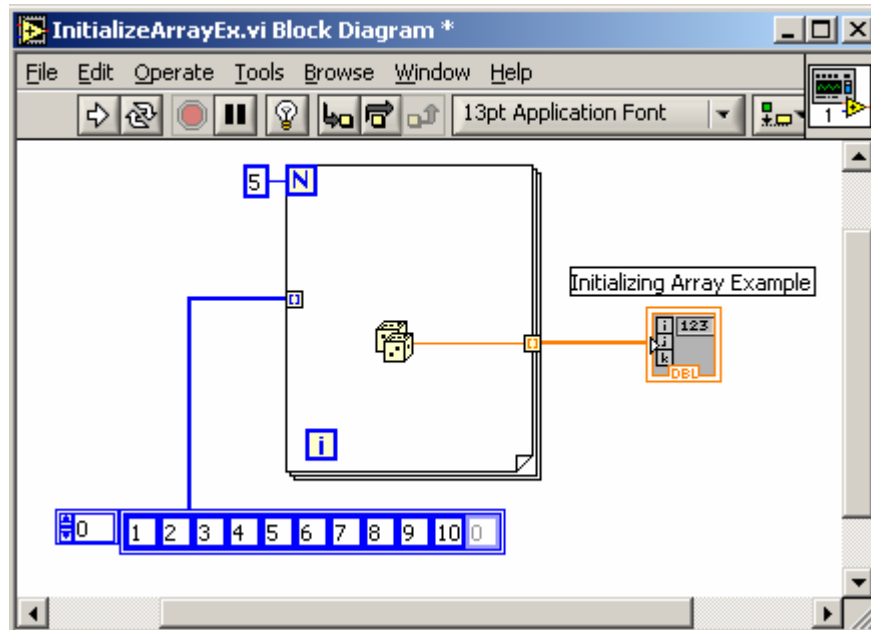 InitializeArrayEx.vi Block Diagram *
File Edit Operate Tools Browse Window Help
13pt Application Font
1
5 N
Initializing Array Example
i 123
j
k
DBL
i
0 1 2 3 4 5 6 7 8 9 10 0